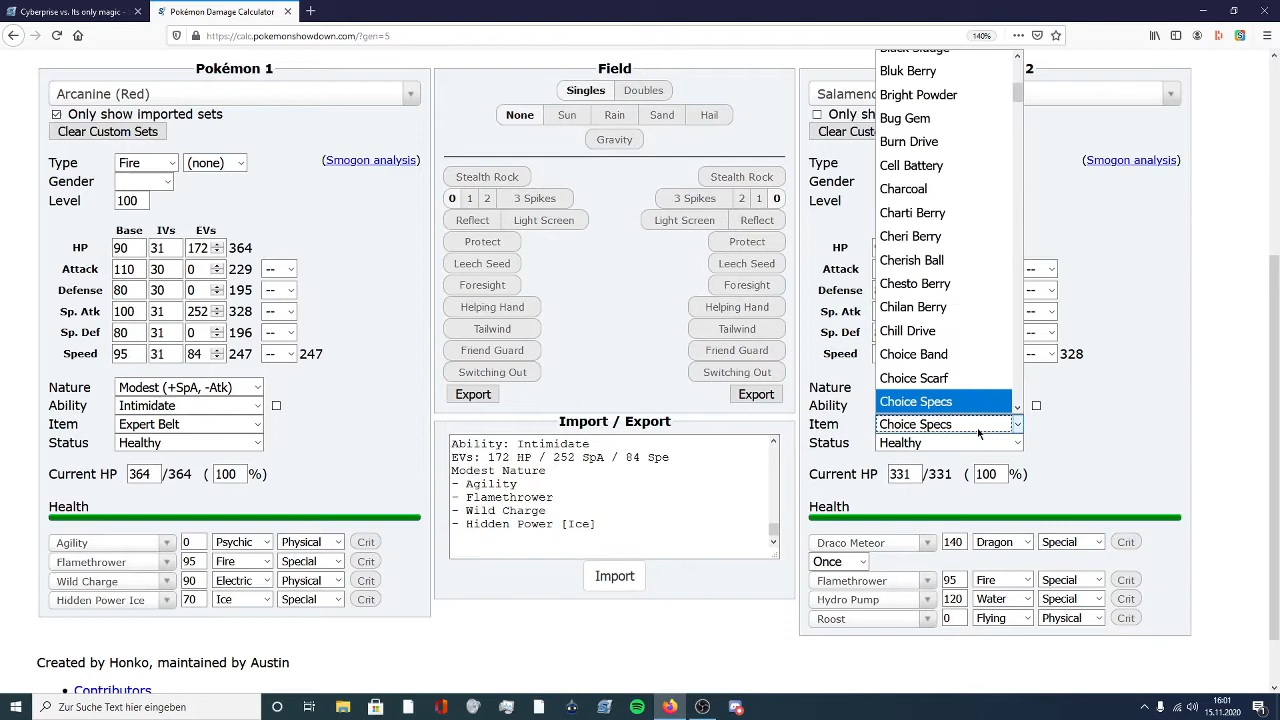 Cyberprise vs. Its only magic -
Pokémon Damage Calculator
https://calc.pokemonshowdown.com/?gen=5
140%
Pokémon 1
Arcanine (Red)
Only show imported sets
Clear Custom Sets
Type Fire (none) (Smogon analysis)
Gender
Level 100
Base IVs EVs
HP 90 31 172 364
Attack 110 30 0 229 --
Defense 80 30 0 195 --
Sp. Atk 100 31 252 328 --
Sp. Def 80 31 0 196 --
Speed 95 31 84 247 -- 247
Nature Modest (+SpA, -Atk)
Ability Intimidate
Item Expert Belt
Status Healthy
Current HP 364 /364 ( 100 %)
Health
Agility 0 Psychic Physical Crit
Flamethrower 95 Fire Special Crit
Wild Charge 90 Electric Physical Crit
Hidden Power Ice 70 Ice Special Crit
Field
Singles Doubles
None Sun Rain Sand Hail
Gravity
Stealth Rock Stealth Rock
0 1 2 3 Spikes 3 Spikes 2 1 0
Reflect Light Screen Light Screen Reflect
Protect Protect
Leech Seed Leech Seed
Foresight Foresight
Helping Hand Helping Hand
Tailwind Tailwind
Friend Guard Friend Guard
Switching Out Switching Out
Export Export
Import / Export
Ability: Intimidate
EVs: 172 HP / 252 SpA / 84 Spe
Modest Nature
- Agility
- Flamethrower
- Wild Charge
- Hidden Power [Ice]
Import
2
Salamenc
Only sh
Clear Custo
Type (Smogon analysis)
Gender
Level
HP
Attack --
Defense --
Sp. Atk --
Sp. Def --
Speed -- 328
Nature
Ability
Item Choice Specs
Status Healthy
Current HP 331 /331 ( 100 %)
Health
Draco Meteor 140 Dragon Special Crit
Once
Flamethrower 95 Fire Special Crit
Hydro Pump 120 Water Special Crit
Roost 0 Flying Physical Crit
Black Sludge
Bluk Berry
Bright Powder
Bug Gem
Burn Drive
Cell Battery
Charcoal
Charti Berry
Cheri Berry
Cherish Ball
Chesto Berry
Chilan Berry
Chill Drive
Choice Band
Choice Scarf
Choice Specs
Created by Honko, maintained by Austin
Contributors
Zur Suche Text hier eingeben
16:01
15.11.2020